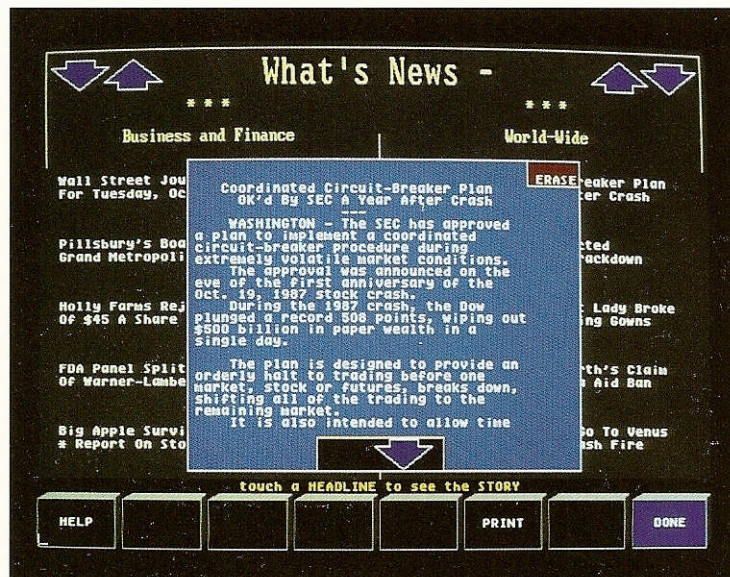 What's News -
* * *
* * *
Business and Finance
World-Wide
Wall Street Jou
For Tuesday, Oc
Pillsbury's Boa
Grand Metropoli
Holly Farms Rej
Of $45 A Share
FDA Panel Split
Of Warner-Lambe
Big Apple Survi
* Report On Sto
ERASE
Coordinated Circuit-Breaker Plan
OK'd By SEC A Year After Crash
---
WASHINGTON - The SEC has approved
a plan to implement a coordinated
circuit-breaker procedure during
extremely volatile market conditions.
The approval was announced on the
eve of the first anniversary of the
Oct. 19, 1987 stock crash.
During the 1987 crash, the Dow
plunged a record 508 points, wiping out
$500 billion in paper wealth in a
single day.
The plan is designed to provide an
orderly halt to trading before one
market, stock or futures, breaks down,
shifting all of the trading to the
remaining market.
It is also intended to allow time
reaker Plan
ter Crash
cted
rackdown
Lady Broke
ing Gowns
rth's Claim
Aid Ban
o To Venus
sh Fire
touch a HEADLINE to see the STORY
HELP
PRINT
DONE